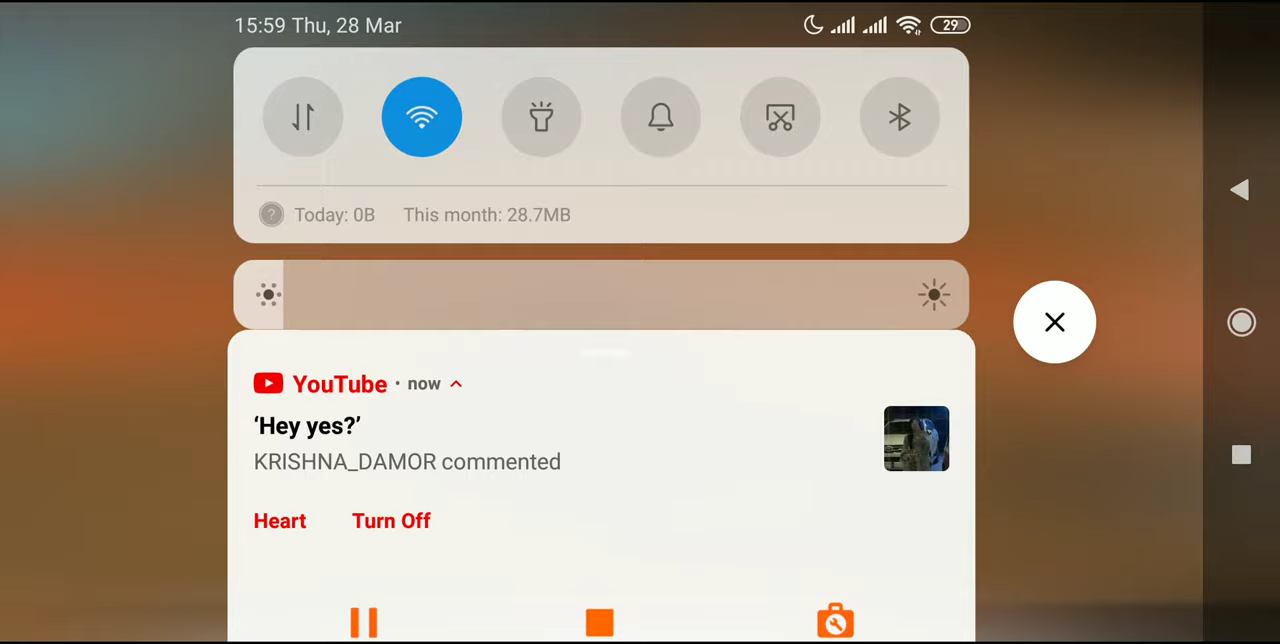 15:59 Thu, 28 Mar
29
Today: 0B This month: 28.7MB
YouTube · now
‘Hey yes?’
KRISHNA_DAMOR commented
Heart Turn Off